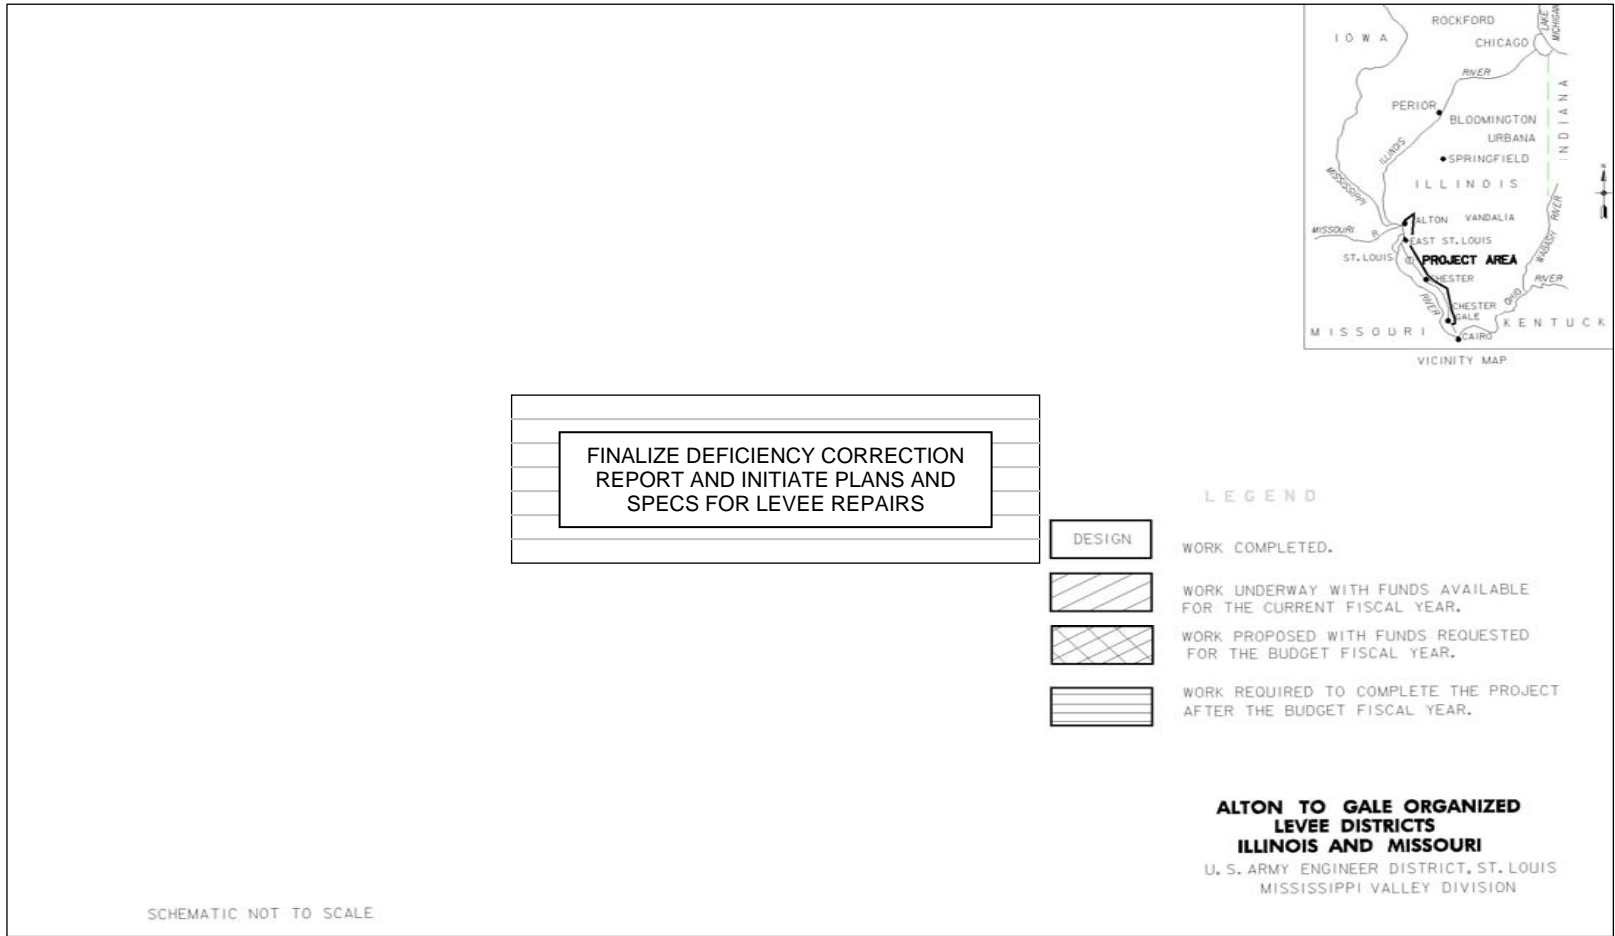 ROCKFORD
LAKE
MICHIGAN
I O W A
CHICAGO
RIVER
PERIOR
BLOOMINGTON
URBANA
INDIANA
ILLINOIS
SPRINGFIELD
MISSISSIPPI
I L L I N O I S
ALTON VANDALIA
MISSOURI R.
EAST ST. LOUIS
WABASH RIVER
ST. LOUIS
PROJECT AREA
CHESTER
RIVER
RIVER
OHIO
CHESTER
GALE
M I S S O U R I
K E N T U C K
CAIRO
VICINITY MAP
FINALIZE DEFICIENCY CORRECTION
REPORT AND INITIATE PLANS AND
SPECS FOR LEVEE REPAIRS
L E G E N D
DESIGN
WORK COMPLETED.
WORK UNDERWAY WITH FUNDS AVAILABLE
FOR THE CURRENT FISCAL YEAR.
WORK PROPOSED WITH FUNDS REQUESTED
FOR THE BUDGET FISCAL YEAR.
WORK REQUIRED TO COMPLETE THE PROJECT
AFTER THE BUDGET FISCAL YEAR.
ALTON TO GALE ORGANIZED
LEVEE DISTRICTS
ILLINOIS AND MISSOURI
U. S. ARMY ENGINEER DISTRICT, ST. LOUIS
MISSISSIPPI VALLEY DIVISION
SCHEMATIC NOT TO SCALE